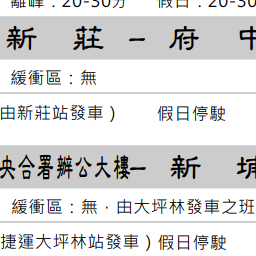 離峰：20-30分 假日：20-30
新 莊 – 府 中
緩衝區：無
由新莊站發車） 假日停駛
央合署辦公大樓– 新 埔
緩衝區：無，由大坪林發車之班
捷運大坪林站發車）假日停駛